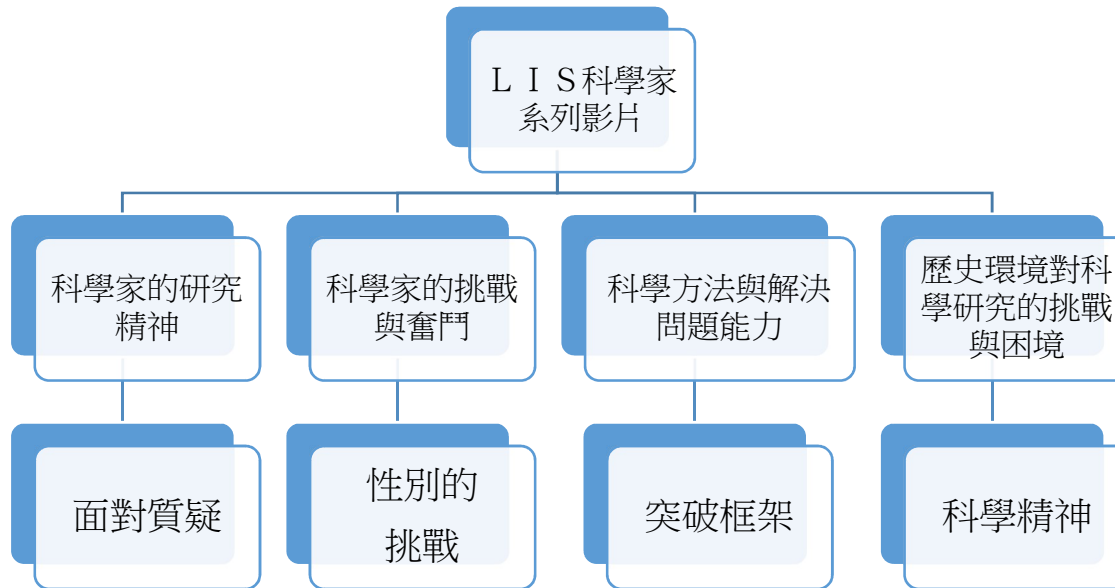 ＬＩＳ科學家
系列影片
科學家的研究
精神
科學家的挑戰
與奮鬥
科學方法與解決
問題能力
歷史環境對科
學研究的挑戰
與困境
面對質疑
性別的
挑戰
突破框架
科學精神